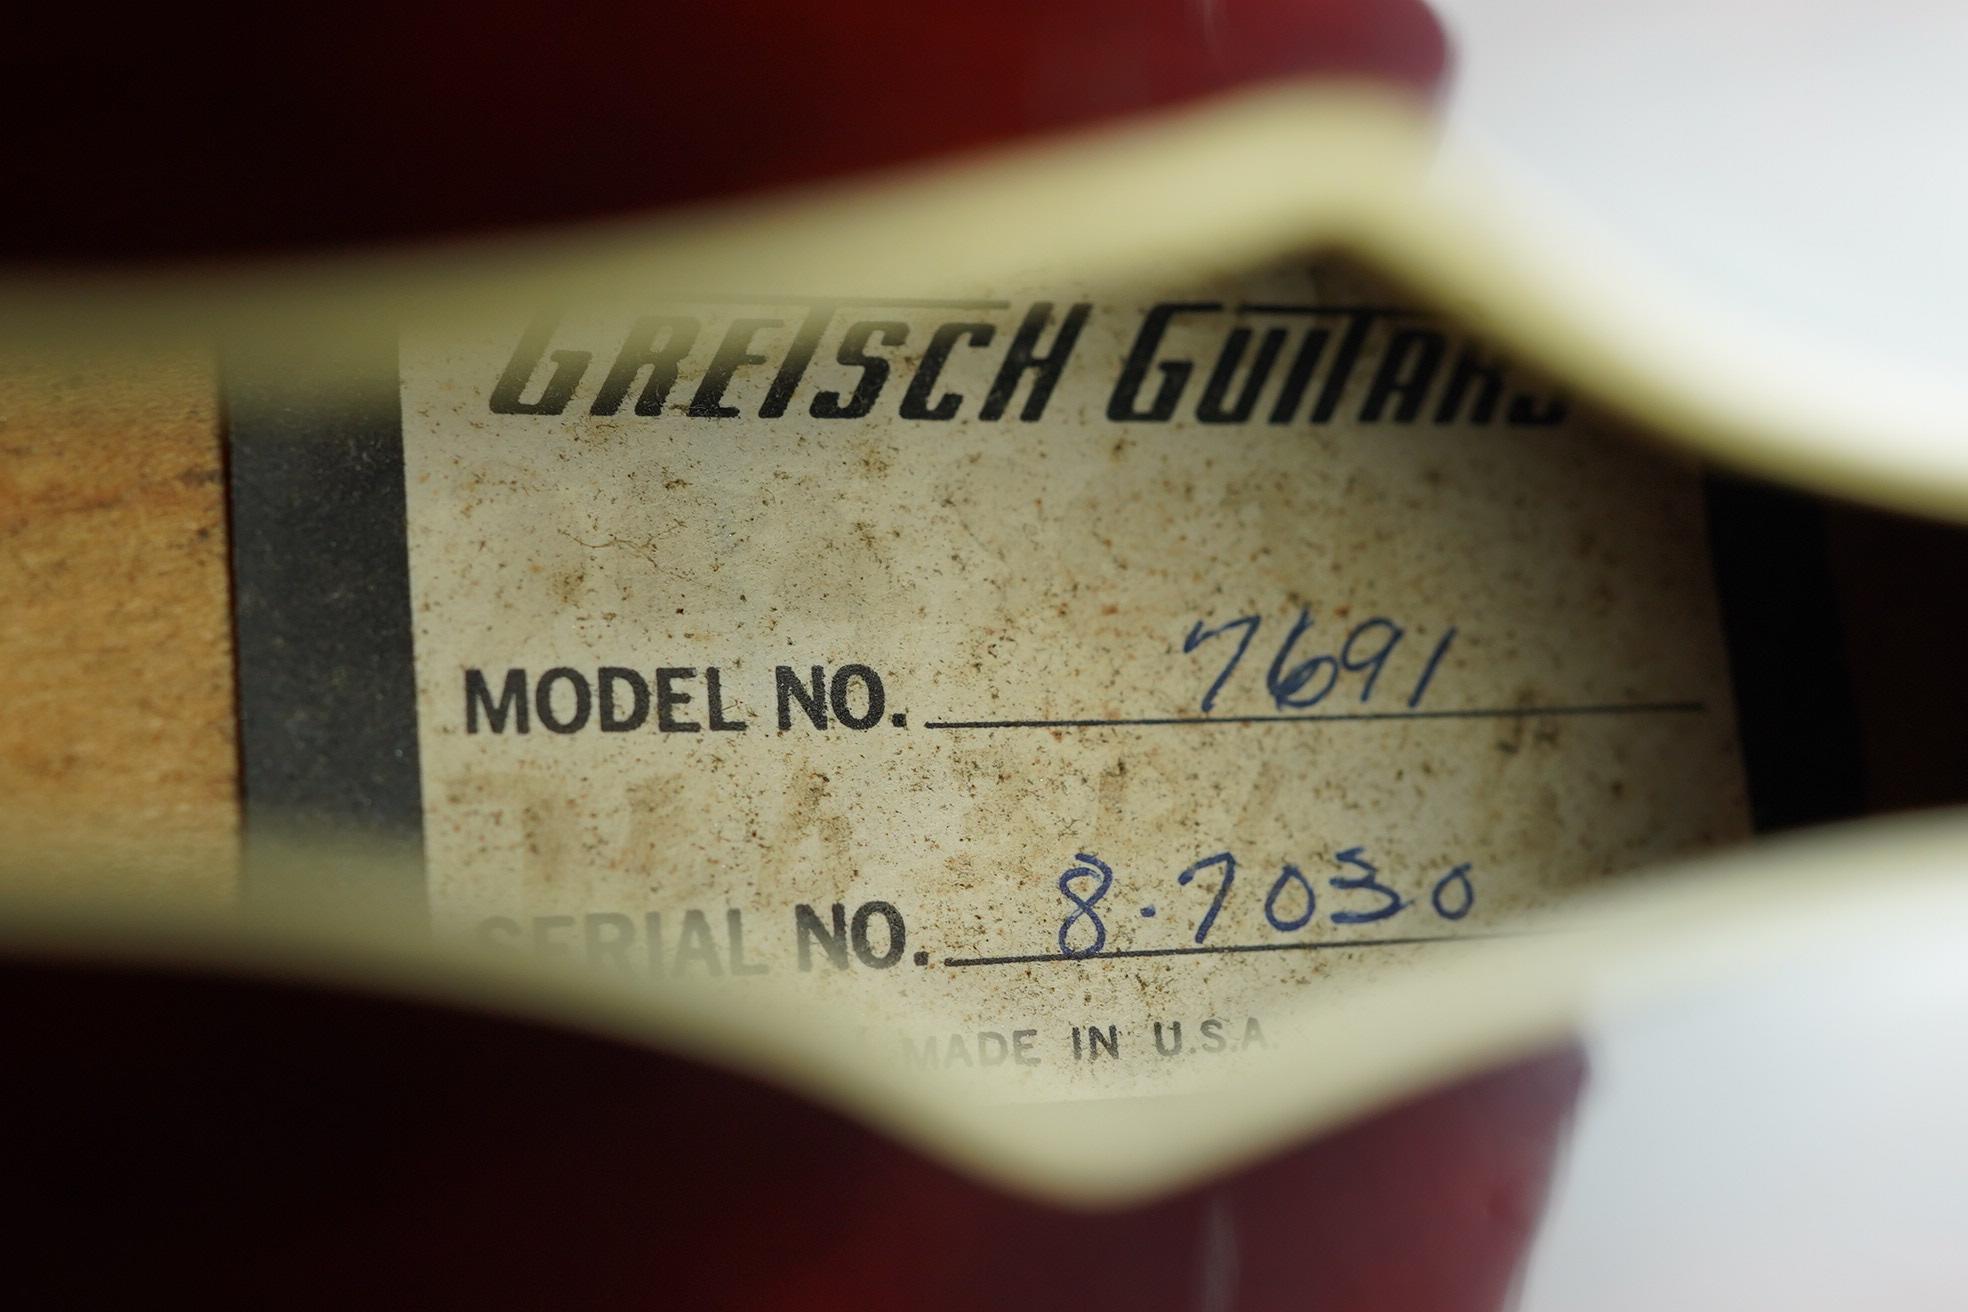 GRETSCH GUITARS
MODEL NO. 7691
SERIAL NO. 8.7030
MADE IN U.S.A.